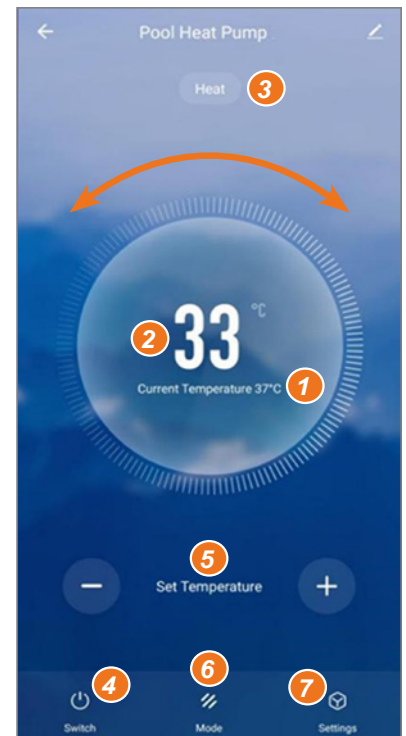 Pool Heat Pump
Heat 3
2 33 °C
Current Temperature 37°C 1
5
Set Temperature
4 6 7
Switch Mode Settings